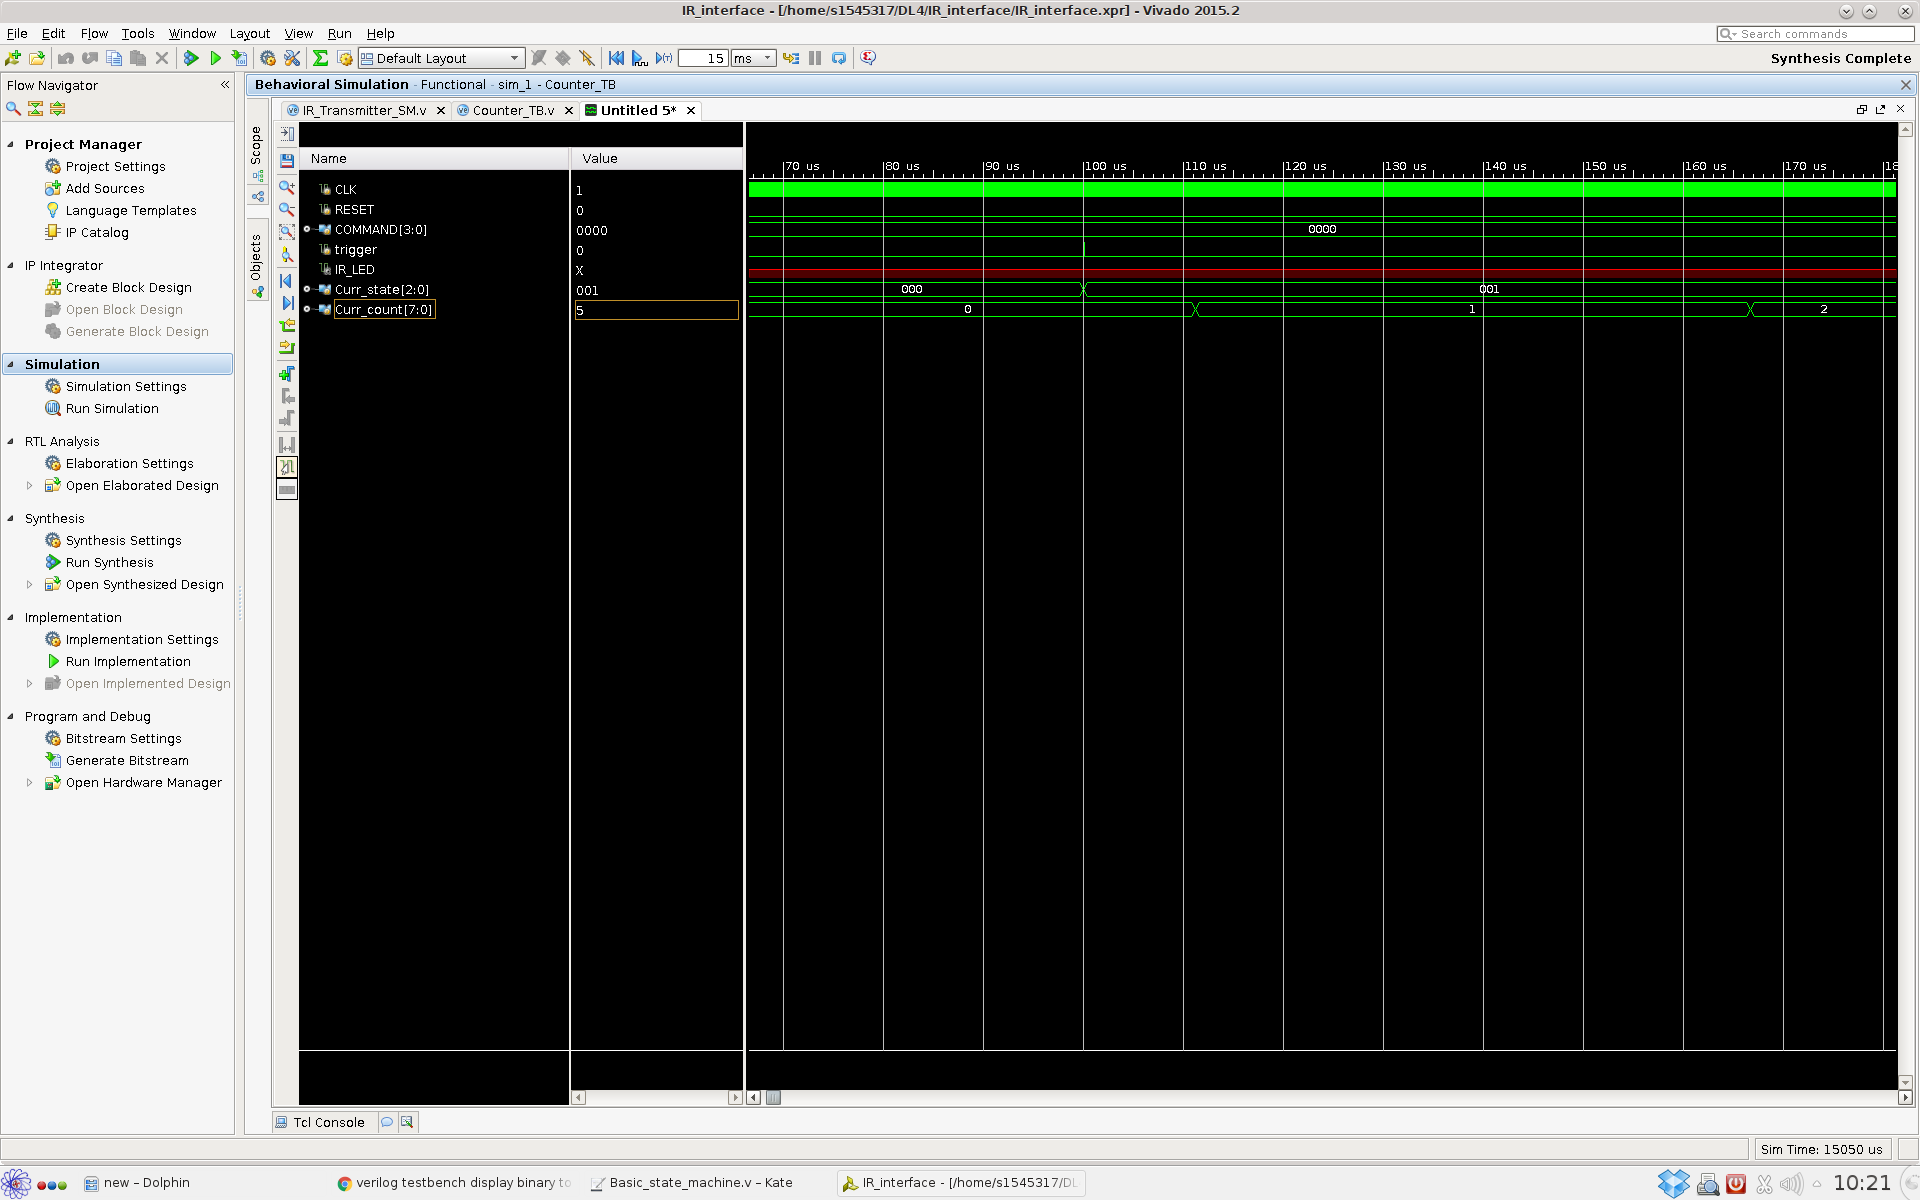 IR_interface - [/home/s1545317/DL4/IR_interface/IR_interface.xpr] - Vivado 2015.2
File Edit Flow Tools Window Layout View Run Help
Search commands
Default Layout
15 ms
Synthesis Complete
Flow Navigator
Behavioral Simulation - Functional - sim_1 - Counter_TB
IR_Transmitter_SM.v
Counter_TB.v
Untitled 5*
Scope
Objects
Project Manager
Project Settings
Add Sources
Language Templates
IP Catalog
IP Integrator
Create Block Design
Open Block Design
Generate Block Design
Simulation
Simulation Settings
Run Simulation
RTL Analysis
Elaboration Settings
Open Elaborated Design
Synthesis
Synthesis Settings
Run Synthesis
Open Synthesized Design
Implementation
Implementation Settings
Run Implementation
Open Implemented Design
Program and Debug
Bitstream Settings
Generate Bitstream
Open Hardware Manager
Name Value
70 us 80 us 90 us 100 us 110 us 120 us 130 us 140 us 150 us 160 us 170 us 18
CLK 1
RESET 0
COMMAND[3:0] 0000 0000
trigger 0
IR_LED X
Curr_state[2:0] 001 000 001
Curr_count[7:0] 5 0 1 2
Tcl Console
Sim Time: 15050 us
new – Dolphin
verilog testbench display binary to
Basic_state_machine.v – Kate
IR_interface - [/home/s1545317/DL
10:21